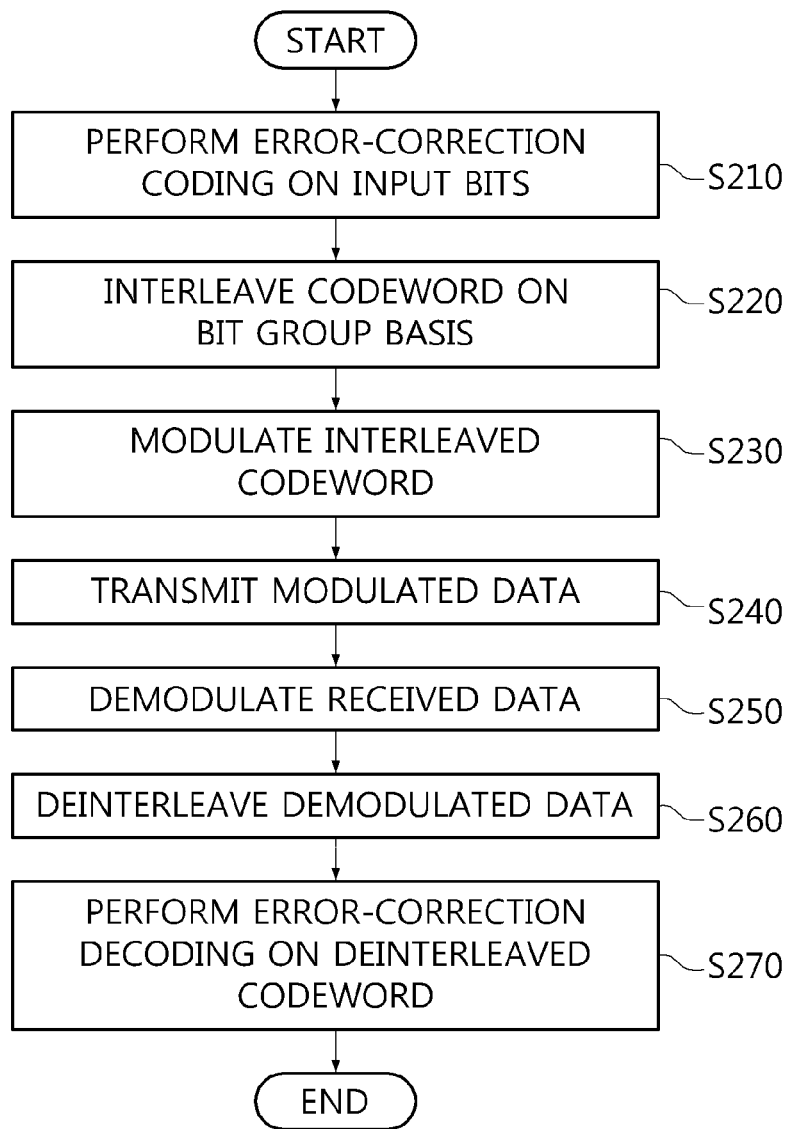 START
PERFORM ERROR-CORRECTION
CODING ON INPUT BITS
S210
INTERLEAVE CODEWORD ON
BIT GROUP BASIS
S220
MODULATE INTERLEAVED
CODEWORD
S230
TRANSMIT MODULATED DATA
S240
DEMODULATE RECEIVED DATA
S250
DEINTERLEAVE DEMODULATED DATA
S260
PERFORM ERROR-CORRECTION
DECODING ON DEINTERLEAVED
CODEWORD
S270
END